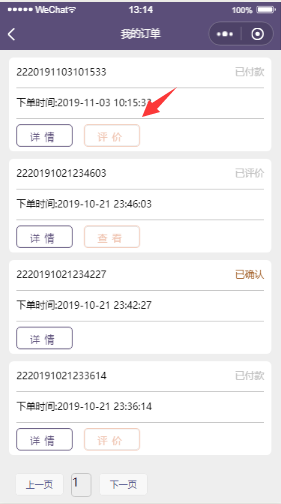 WeChat 13:14 100%
我的订单
2220191103101533 已付款
下单时间:2019-11-03 10:15:33
详 情 评 价
2220191021234603 已评价
下单时间:2019-10-21 23:46:03
详 情 查 看
2220191021234227 已确认
下单时间:2019-10-21 23:42:27
详 情
2220191021233614 已付款
下单时间:2019-10-21 23:36:14
详 情 评 价
上一页 1 下一页